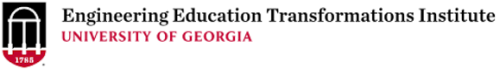 Engineering Education Transformations Institute
UNIVERSITY OF GEORGIA
1785